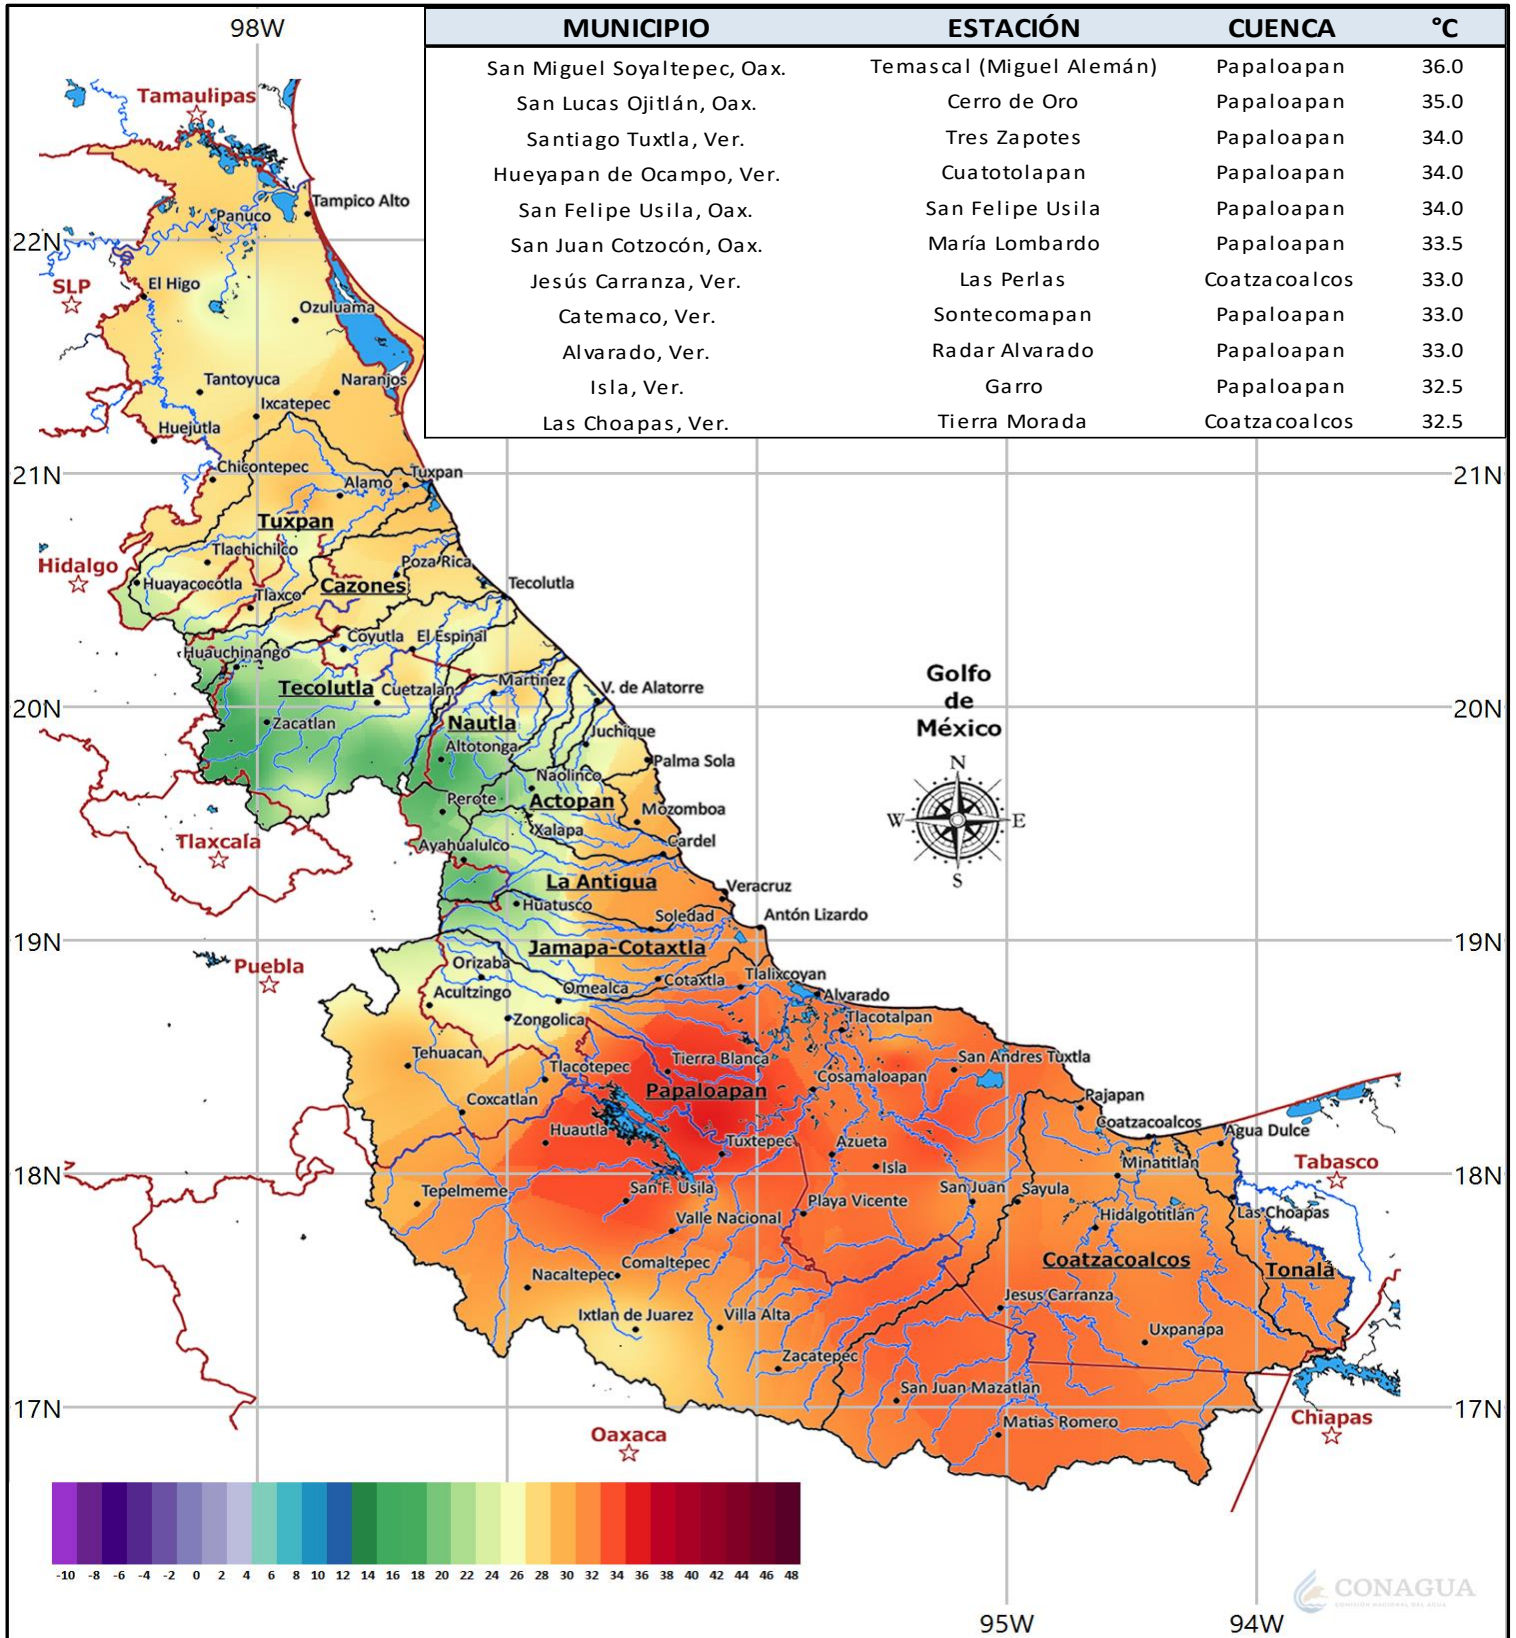 MUNICIPIO ESTACIÓN CUENCA °C
San Miguel Soyaltepec, Oax. Temascal (Miguel Alemán) Papaloapan 36.0
San Lucas Ojitlán, Oax. Cerro de Oro Papaloapan 35.0
Santiago Tuxtla, Ver. Tres Zapotes Papaloapan 34.0
Hueyapan de Ocampo, Ver. Cuatotolapan Papaloapan 34.0
San Felipe Usila, Oax. San Felipe Usila Papaloapan 34.0
San Juan Cotzocón, Oax. María Lombardo Papaloapan 33.5
Jesús Carranza, Ver. Las Perlas Coatzacoalcos 33.0
Catemaco, Ver. Sontecomapan Papaloapan 33.0
Alvarado, Ver. Radar Alvarado Papaloapan 33.0
Isla, Ver. Garro Papaloapan 32.5
Las Choapas, Ver. Tierra Morada Coatzacoalcos 32.5
98W
Tamaulipas
Tampico Alto
Panuco
22N
SLP
El Higo
Ozuluama
Tantoyuca
Naranjos
Ixcatepec
Huejutla
Chicontepec
Tuxpan
21N
21N
Alamo
Tuxpan
Tlachichilco
Hidalgo
Poza Rica
Huayacocotla
Cazones
Tecolutla
Tlaxco
Coyutla
El Espinal
Huauchinango
Golfo
de
México
Martinez
Tecolutla
Cuetzalan
V. de Alatorre
20N
20N
Zacatlan
Nautla
Juchique
Altotonga
Palma Sola
N
Naolinco
Perote
Actopan
Mozomboa
W
E
Xalapa
Tlaxcala
Ayahualulco
Cardel
S
La Antigua
Veracruz
Huatusco
Soledad
Antón Lizardo
19N
19N
Jamapa-Cotaxtla
Puebla
Orizaba
Cotaxtla
Tlalixcoyan
Acultzingo
Omealca
Alvarado
Zongolica
Tlacotalpan
Tehuacan
Tierra Blanca
San Andres Tuxtla
Tlacotepec
Cosamaloapan
Papaloapan
Coxcatlan
Pajapan
Huautla
Coatzacoalcos
Agua Dulce
Tuxtepec
Azueta
Isla
Minatitlan
Tabasco
18N
18N
Tepelmeme
San F. Usila
Playa Vicente
San Juan
Sayula
Las Choapas
Valle Nacional
Hidalgotitlán
Coatzacoalcos
Tonalá
Comaltepec
Nacaltepec
Jesus Carranza
Ixtlan de Juarez
Villa Alta
Uxpanapa
Zacatepec
San Juan Mazatlán
17N
17N
Matias Romero
Chiapas
Oaxaca
-10 -8 -6 -4 -2 0 2 4 6 8 10 12 14 16 18 20 22 24 26 28 30 32 34 36 38 40 42 44 46 48
CONAGUA
COMISIÓN NACIONAL DEL AGUA
95W
94W